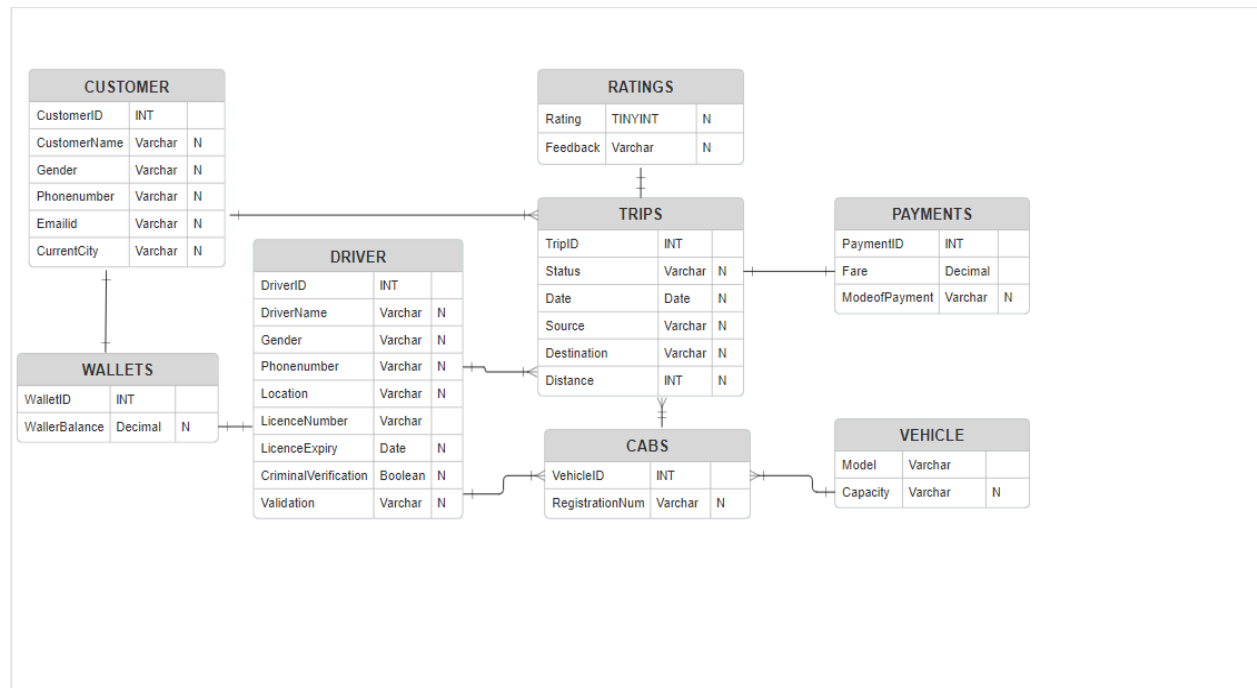 CUSTOMER
CustomerID INT
CustomerName Varchar N
Gender Varchar N
Phonenumber Varchar N
Emailid Varchar N
CurrentCity Varchar N
RATINGS
Rating TINYINT N
Feedback Varchar N
TRIPS
TripID INT
Status Varchar N
Date Date N
Source Varchar N
Destination Varchar N
Distance INT N
PAYMENTS
PaymentID INT
Fare Decimal
ModeofPayment Varchar N
DRIVER
DriverID INT
DriverName Varchar N
Gender Varchar N
Phonenumber Varchar N
Location Varchar N
LicenceNumber Varchar
LicenceExpiry Date N
CriminalVerification Boolean N
Validation Varchar N
WALLETS
WalletID INT
WallerBalance Decimal N
CABS
VehicleID INT
RegistrationNum Varchar N
VEHICLE
Model Varchar
Capacity Varchar N